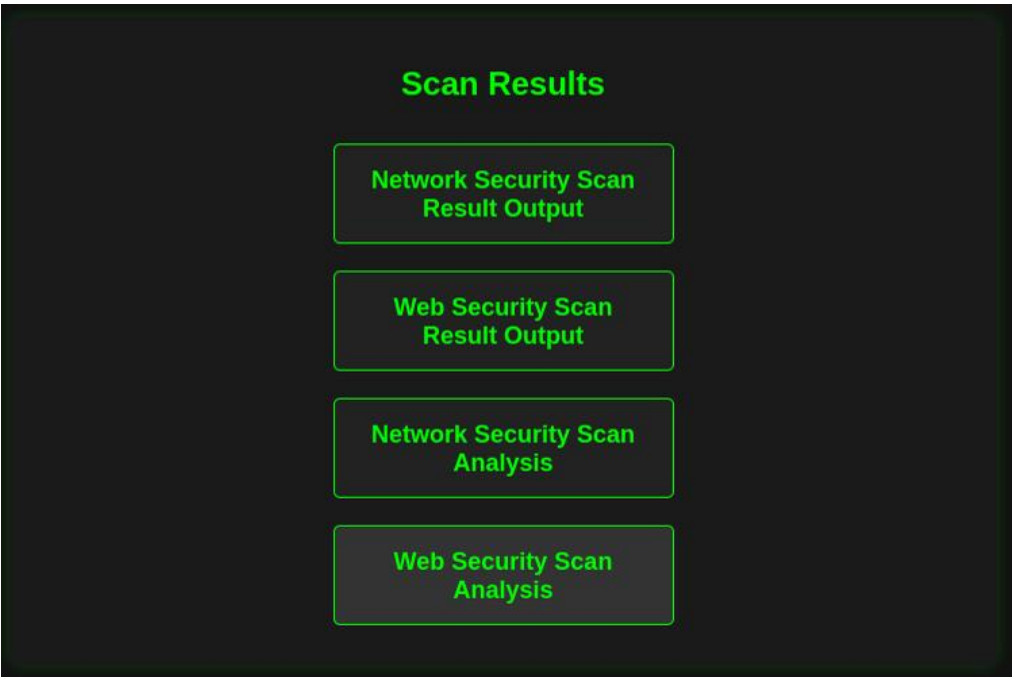 Scan Results
Network Security Scan
Result Output
Web Security Scan
Result Output
Network Security Scan
Analysis
Web Security Scan
Analysis